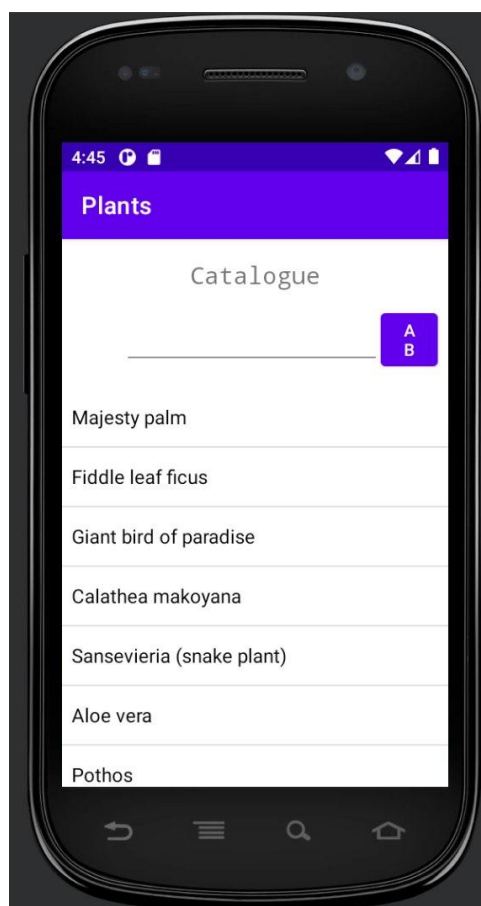 4:45
Plants
Catalogue
A
B
Majesty palm
Fiddle leaf ficus
Giant bird of paradise
Calathea makoyana
Sansevieria (snake plant)
Aloe vera
Pothos